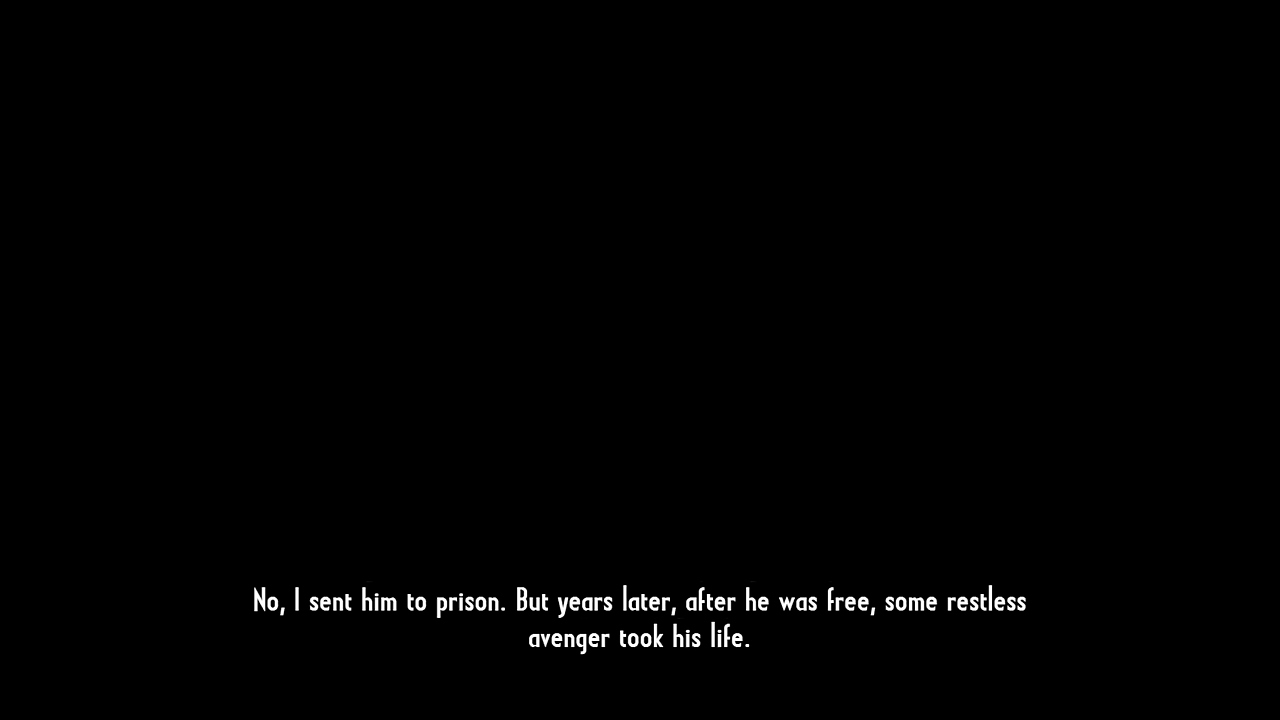 No, I sent him to prison. But years later, after he was free, some restless
avenger took his life.